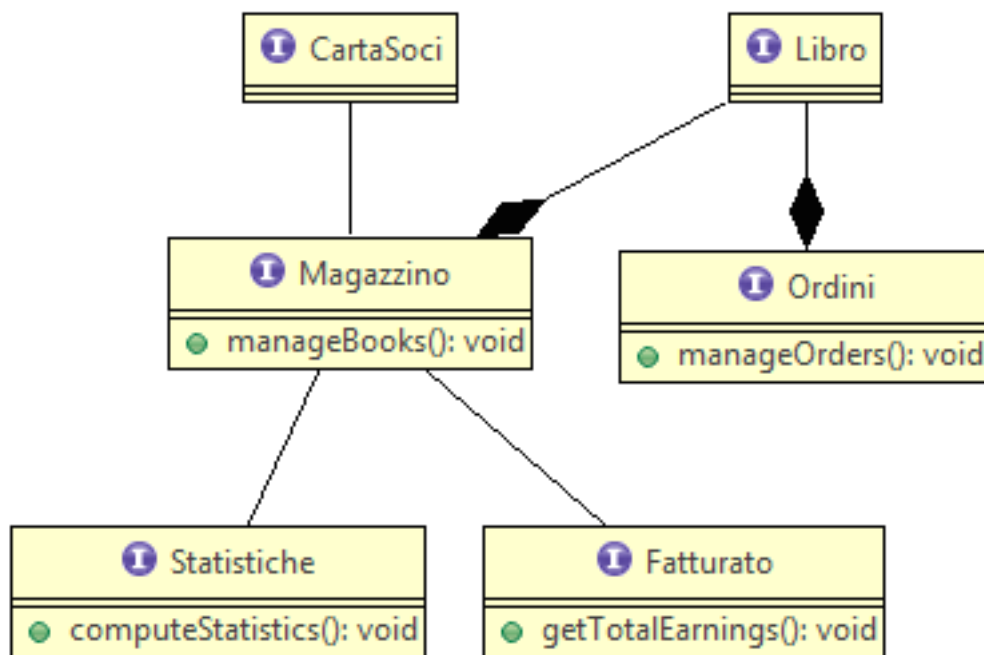 I CartaSoci
I Libro
I Magazzino
manageBooks(): void
I Ordini
manageOrders(): void
I Statistiche
computeStatistics(): void
I Fatturato
getTotalEarnings(): void